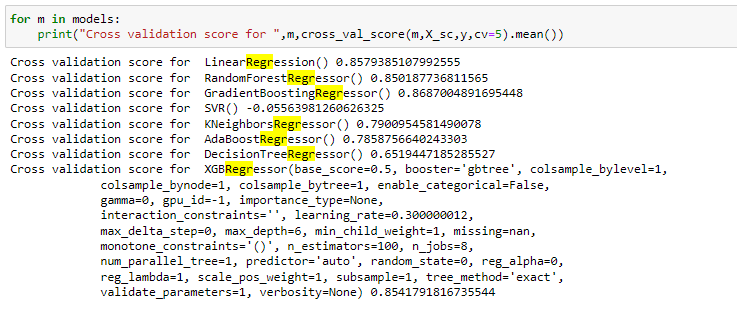 for m in models:
    print("Cross validation score for ",m,cross_val_score(m,X_sc,y,cv=5).mean())
Cross validation score for  LinearRegression() 0.8579385107992555
Cross validation score for  RandomForestRegressor() 0.850187736811565
Cross validation score for  GradientBoostingRegressor() 0.8687004891695448
Cross validation score for  SVR() -0.05563981260626325
Cross validation score for  KNeighborsRegressor() 0.7900954581490078
Cross validation score for  AdaBoostRegressor() 0.7858756640243303
Cross validation score for  DecisionTreeRegressor() 0.6519447185285527
Cross validation score for  XGBRegressor(base_score=0.5, booster='gbtree', colsample_bylevel=1,
             colsample_bynode=1, colsample_bytree=1, enable_categorical=False,
             gamma=0, gpu_id=-1, importance_type=None,
             interaction_constraints='', learning_rate=0.300000012,
             max_delta_step=0, max_depth=6, min_child_weight=1, missing=nan,
             monotone_constraints='()', n_estimators=100, n_jobs=8,
             num_parallel_tree=1, predictor='auto', random_state=0, reg_alpha=0,
             reg_lambda=1, scale_pos_weight=1, subsample=1, tree_method='exact',
             validate_parameters=1, verbosity=None) 0.8541791816735544